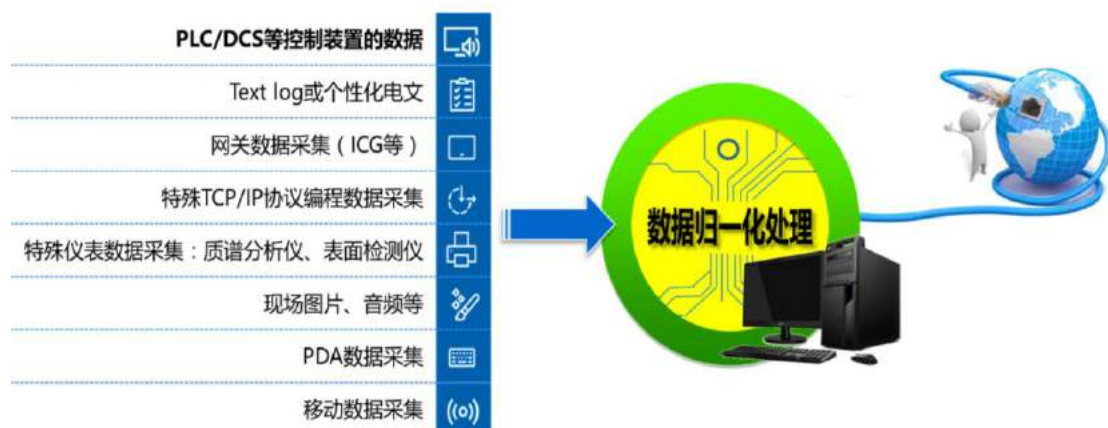 PLC/DCS等控制装置的数据
Text log或个性化电文
网关数据采集（ICG等）
特殊TCP/IP协议编程数据采集
特殊仪表数据采集：质谱分析仪、表面检测仪
现场图片、音频等
PDA数据采集
移动数据采集
数据归一化处理